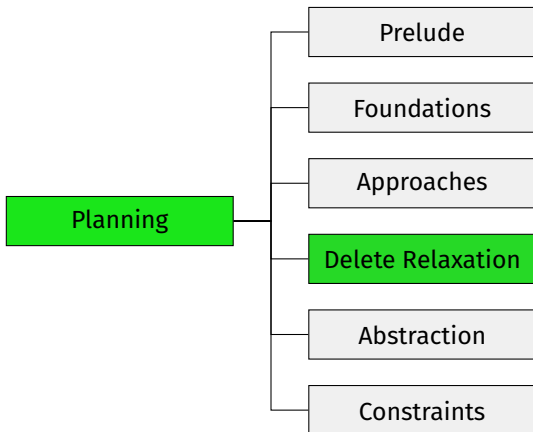 Prelude
Foundations
Approaches
Planning
Delete Relaxation
Abstraction
Constraints